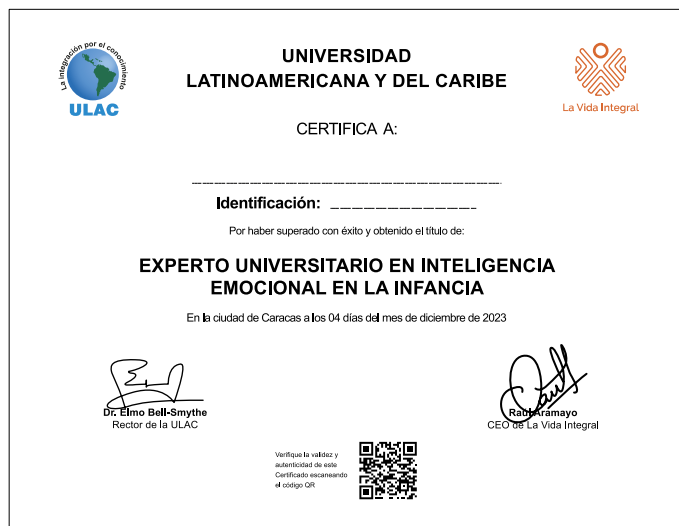 La integración por el conocimiento
ULAC
UNIVERSIDAD
LATINOAMERICANA Y DEL CARIBE
La Vida Integral
CERTIFICA A:
Identificación:
Por haber superado con éxito y obtenido el título de:
EXPERTO UNIVERSITARIO EN INTELIGENCIA
EMOCIONAL EN LA INFANCIA
En la ciudad de Caracas a los 04 días del mes de diciembre de 2023
Dr. Elmo Bell-Smythe
Rector de la ULAC
Raúl Aramayo
CEO de La Vida Integral
Verifique la validez y
autenticidad de este
Certificado escaneando
el código QR